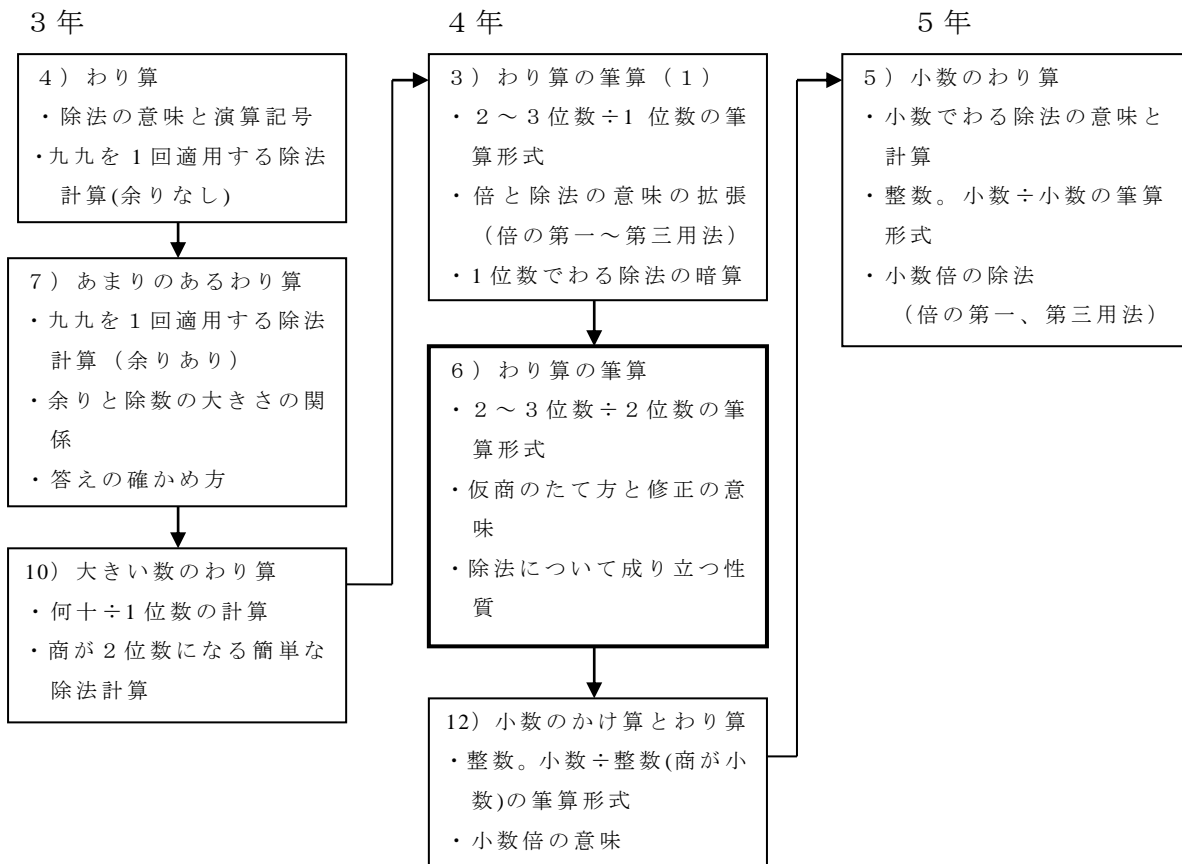 3年
4)わり算
・除法の意味と演算記号
・九九を1回適用する除法
計算(余りなし)
7)あまりのあるわり算
・九九を1回適用する除法
計算(余りあり)
・余りと除数の大きさの関
係
・答えの確かめ方
10)大きい数のわり算
・何十÷1位数の計算
・商が2位数になる簡単な
除法計算
4年
3)わり算の筆算(1)
・2~3位数÷1位数の筆
算形式
・倍と除法の意味の拡張
(倍の第一~第三用法)
・1位数でわる除法の暗算
6)わり算の筆算
・2~3位数÷2位数の筆
算形式
・仮商のたて方と修正の意
味
・除法について成り立つ性
質
12)小数のかけ算とわり算
・整数。小数÷整数(商が小
数)の筆算形式
・小数倍の意味
5年
5)小数のわり算
・小数でわる除法の意味と
計算
・整数。小数÷小数の筆算
形式
・小数倍の除法
(倍の第一、第三用法)